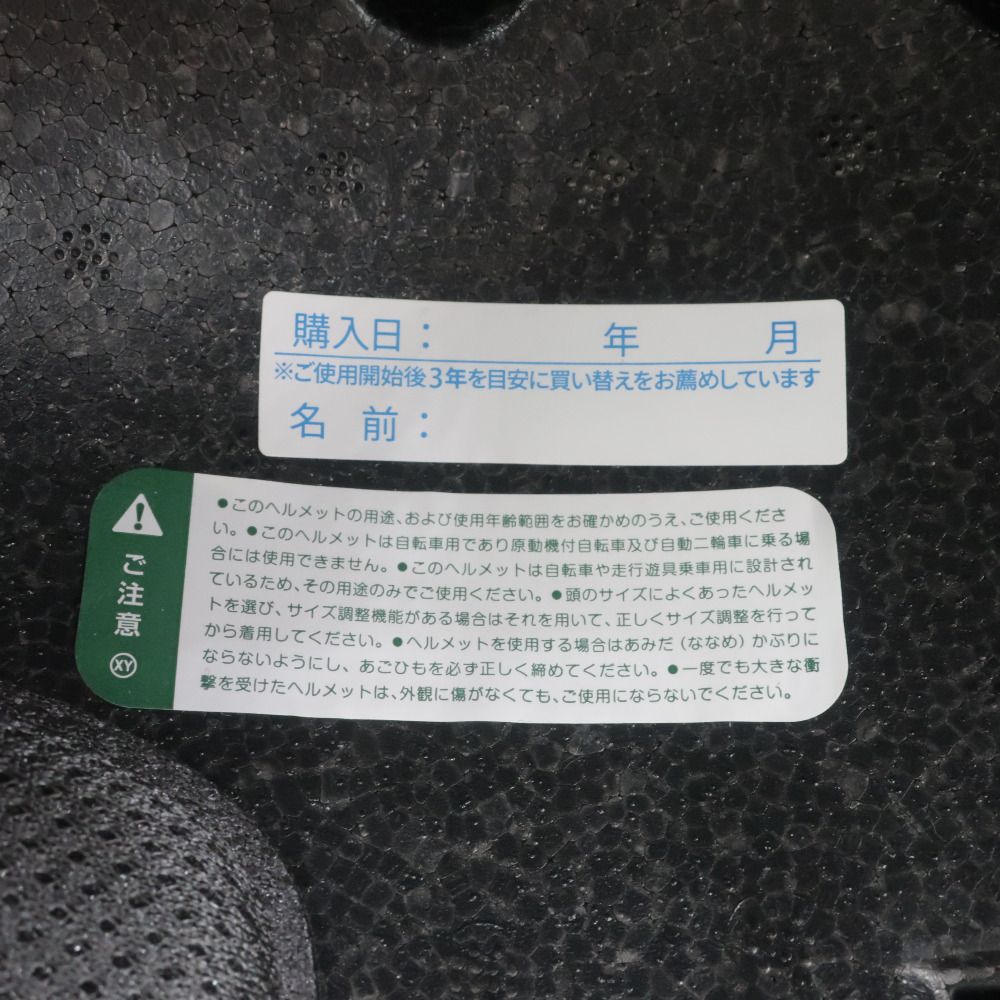 購入日： 年 月
※ご使用開始後3年を目安に買い替えをお薦めしています
名 前：
ご注意
XY
●このヘルメットの用途、および使用年齢範囲をお確かめのうえ、ご使用くださ
い。●このヘルメットは自転車用であり原動機付自転車及び自動二輪車に乗る場
合には使用できません。●このヘルメットは自転車や走行遊具乗車用に設計され
ているため、その用途のみでご使用ください。●頭のサイズによくあったヘルメッ
トを選び、サイズ調整機能がある場合はそれを用いて、正しくサイズ調整を行って
から着用してください。●ヘルメットを使用する場合はあみだ（ななめ）かぶりに
ならないようにし、あごひもを必ず正しく締めてください。●一度でも大きな衝
撃を受けたヘルメットは、外観に傷がなくても、ご使用にならないでください。